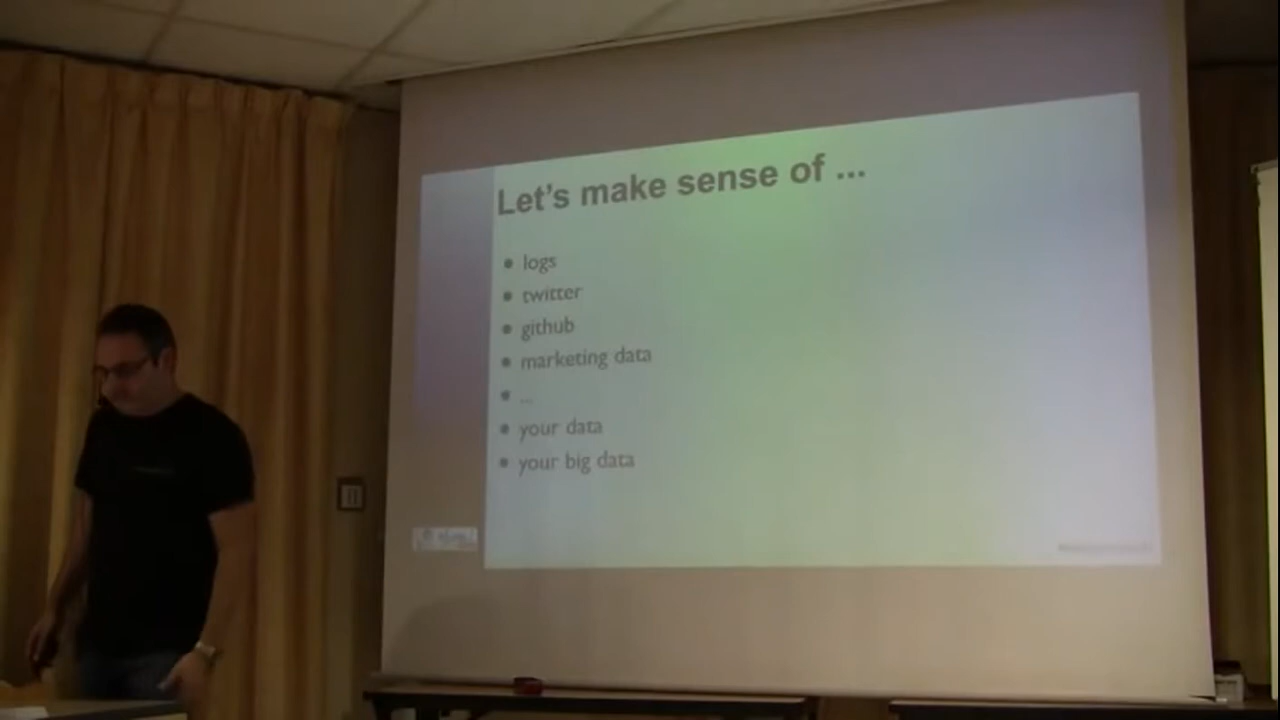 Let's make sense of ...
• logs
• twitter
• github
• marketing data
• ...
• your data
• your big data